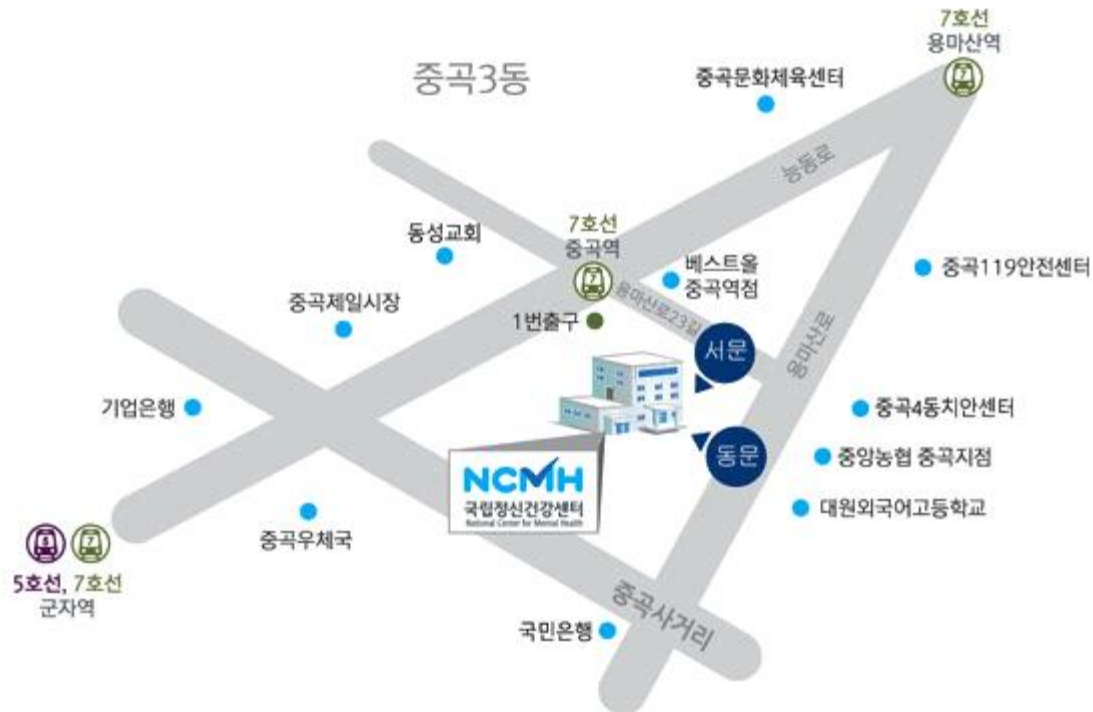 7호선
용마산역
중곡3동
중곡문화체육센터
능동로
7호선
중곡역
동성교회
베스트올
중곡역점
중곡119안전센터
용마산로23길
중곡제일시장
1번출구
서문
용마산로
기업은행
중곡4동치안센터
동문
중앙농협 중곡지점
NCMH
국립정신건강센터
National Center for Mental Health
대원외국어고등학교
중곡우체국
5호선, 7호선
군자역
중곡사거리
국민은행